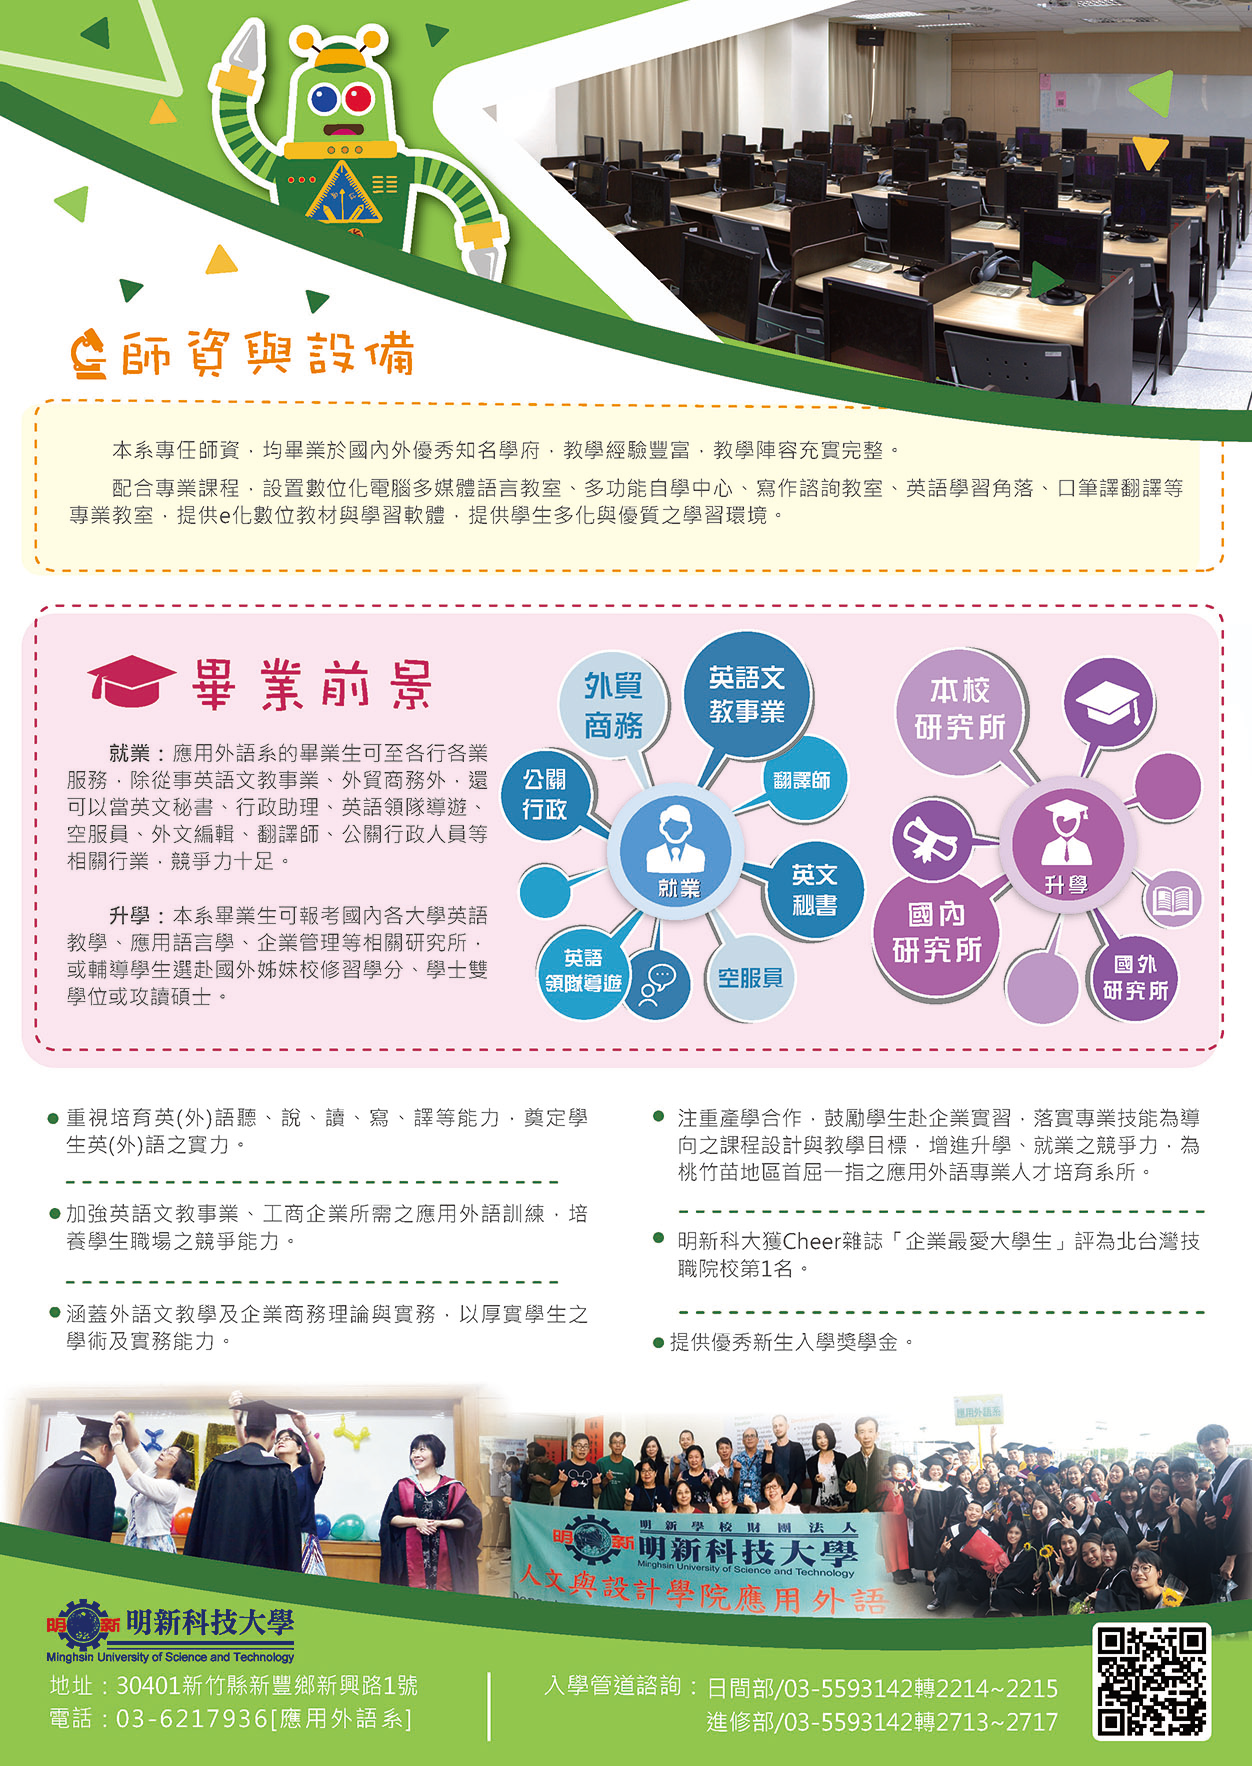 師資與設備
本系專任師資，均畢業於國內外優秀知名學府，教學經驗豐富，教學陣容充實完整。
配合專業課程，設置數位化電腦多媒體語言教室、多功能自學中心、寫作諮詢教室、英語學習角落、口筆譯翻譯等
專業教室，提供e化數位教材與學習軟體，提供學生多化與優質之學習環境。
畢業前景
就業：應用外語系的畢業生可至各行各業
服務，除從事英語文教事業、外貿商務外，還
可以當英文秘書、行政助理、英語領隊導遊、
空服員、外文編輯、翻譯師、公關行政人員等
相關行業，競爭力十足。
升學：本系畢業生可報考國內各大學英語
教學、應用語言學、企業管理等相關研究所，
或輔導學生選赴國外姊妹校修習學分、學士雙
學位或攻讀碩士。
外貿
商務
英語文
教事業
公關
行政
翻譯師
就業
英文
秘書
英語
領隊導遊
空服員
本校
研究所
升學
國內
研究所
國外
研究所
重視培育英(外)語聽、說、讀、寫、譯等能力，奠定學
生英(外)語之實力。
加強英語文教事業、工商企業所需之應用外語訓練，培
養學生職場之競爭能力。
涵蓋外語文教學及企業商務理論與實務，以厚實學生之
學術及實務能力。
注重產學合作，鼓勵學生赴企業實習，落實專業技能為導
向之課程設計與教學目標，增進升學、就業之競爭力，為
桃竹苗地區首屈一指之應用外語專業人才培育系所。
明新科大獲Cheer雜誌「企業最愛大學生」評為北台灣技
職院校第1名。
提供優秀新生入學獎學金。
應用外語系
明新學校財團法人
明 新 明新科技大學
Minghsin University of Science and Technology
人文與設計學院應用外語
明 新 明新科技大學
Minghsin University of Science and Technology
地址：30401新竹縣新豐鄉新興路1號
電話：03-6217936[應用外語系]
入學管道諮詢：日間部/03-5593142轉2214~2215
進修部/03-5593142轉2713~2717